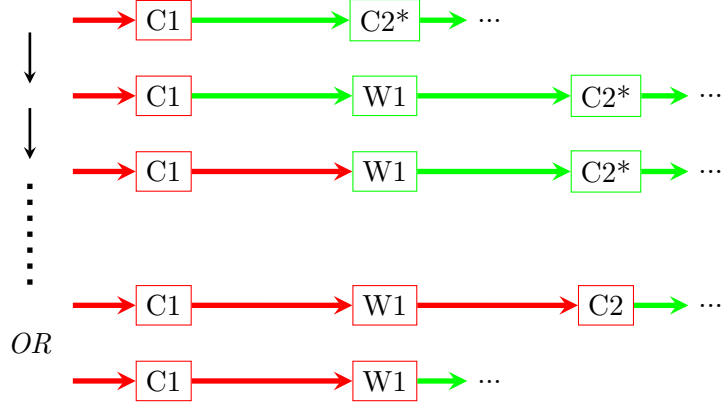 C1 C2* ...
C1 W1 C2* ...
C1 W1 C2* ...
C1 W1 C2 ...
OR
C1 W1 ...